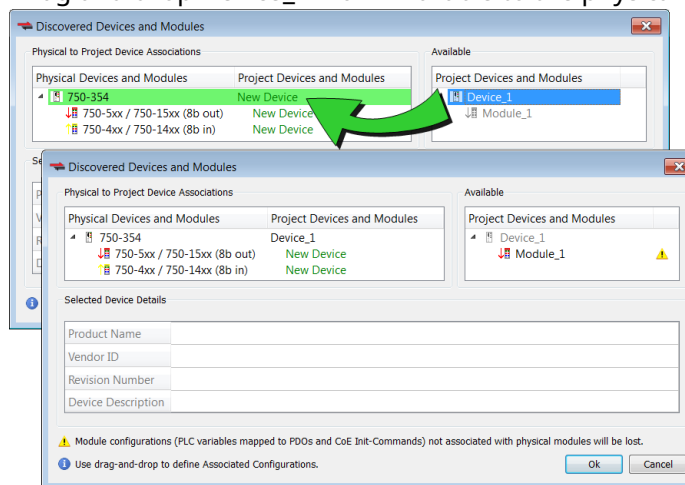 Discovered Devices and Modules
Physical to Project Device Associations
Available
Physical Devices and Modules Project Devices and Modules
Project Devices and Modules
750-354 New Device
Device_1
750-5xx / 750-15xx (8b out) New Device
Module_1
750-4xx / 750-14xx (8b in) New Device
Se
Discovered Devices and Modules
Physical to Project Device Associations
Available
Physical Devices and Modules Project Devices and Modules
Project Devices and Modules
750-354 Device_1
Device_1
750-5xx / 750-15xx (8b out) New Device
Module_1
750-4xx / 750-14xx (8b in) New Device
Selected Device Details
Product Name
Vendor ID
Revision Number
Device Description
Module configurations (PLC variables mapped to PDOs and CoE Init-Commands) not associated with physical modules will be lost.
Use drag-and-drop to define Associated Configurations.
Ok Cancel